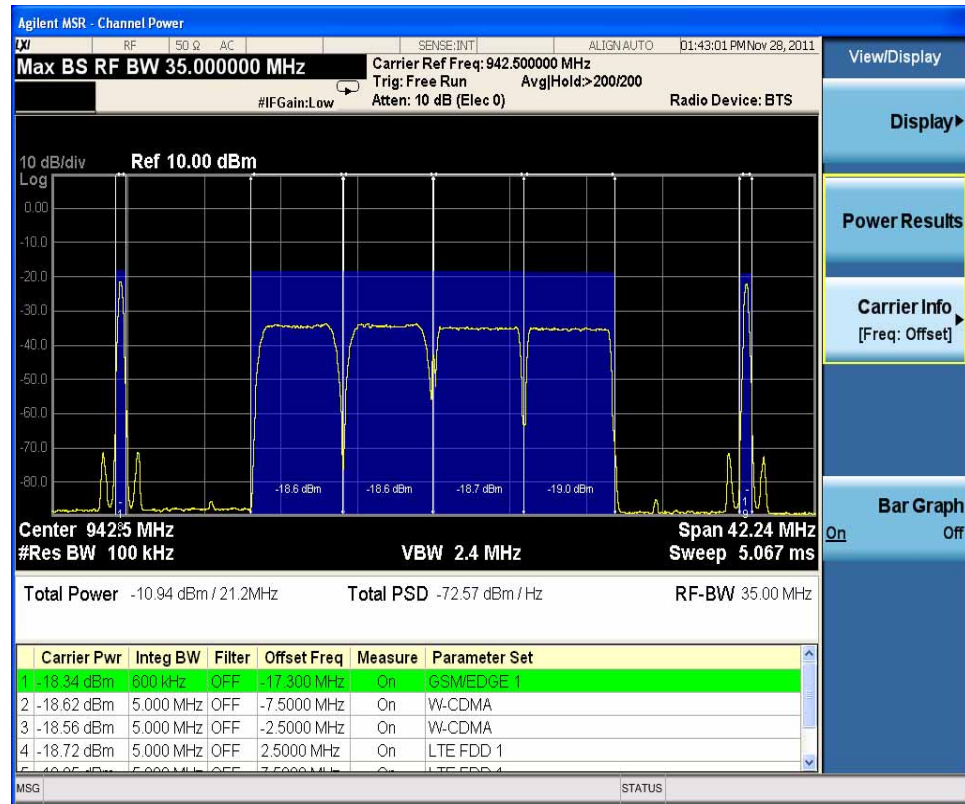 Agilent MSR - Channel Power
LXI RF 50 Ω AC SENSE:INT ALIGN AUTO 01:43:01 PM Nov 28, 2011
Max BS RF BW 35.000000 MHz
Carrier Ref Freq: 942.500000 MHz
Trig: Free Run Avg|Hold:>200/200
#IFGain:Low Atten: 10 dB (Elec 0) Radio Device: BTS
10 dB/div Ref 10.00 dBm
Log
0.00
-10.0
-20.0
-30.0
-40.0
-50.0
-60.0
-70.0
-80.0
-18.6 dBm -18.6 dBm -18.7 dBm -19.0 dBm
Center 942.5 MHz Span 42.24 MHz
#Res BW 100 kHz VBW 2.4 MHz Sweep 5.067 ms
Total Power -10.94 dBm / 21.2MHz Total PSD -72.57 dBm / Hz RF-BW 35.00 MHz
Carrier Pwr Integ BW Filter Offset Freq Measure Parameter Set
1 -18.34 dBm 600 kHz OFF -17.300 MHz On GSM/EDGE 1
2 -18.62 dBm 5.000 MHz OFF -7.5000 MHz On W-CDMA
3 -18.56 dBm 5.000 MHz OFF -2.5000 MHz On W-CDMA
4 -18.72 dBm 5.000 MHz OFF 2.5000 MHz On LTE FDD 1
MSG STATUS
View/Display
Display
Power Results
Carrier Info
[Freq: Offset]
Bar Graph
On Off